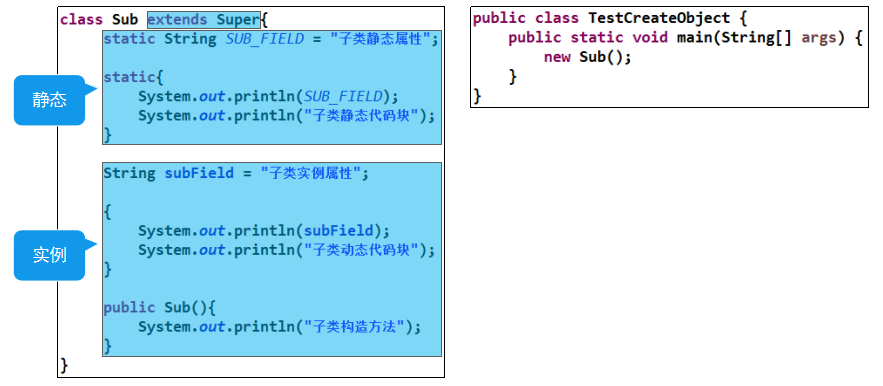 class Sub extends Super{
static String SUB_FIELD = "子类静态属性";
static{
System.out.println(SUB_FIELD);
System.out.println("子类静态代码块");
}
静态
String subField = "子类实例属性";
{
System.out.println(subField);
System.out.println("子类动态代码块");
}
实例
public Sub(){
System.out.println("子类构造方法");
}
}
public class TestCreateObject {
public static void main(String[] args) {
new Sub();
}
}